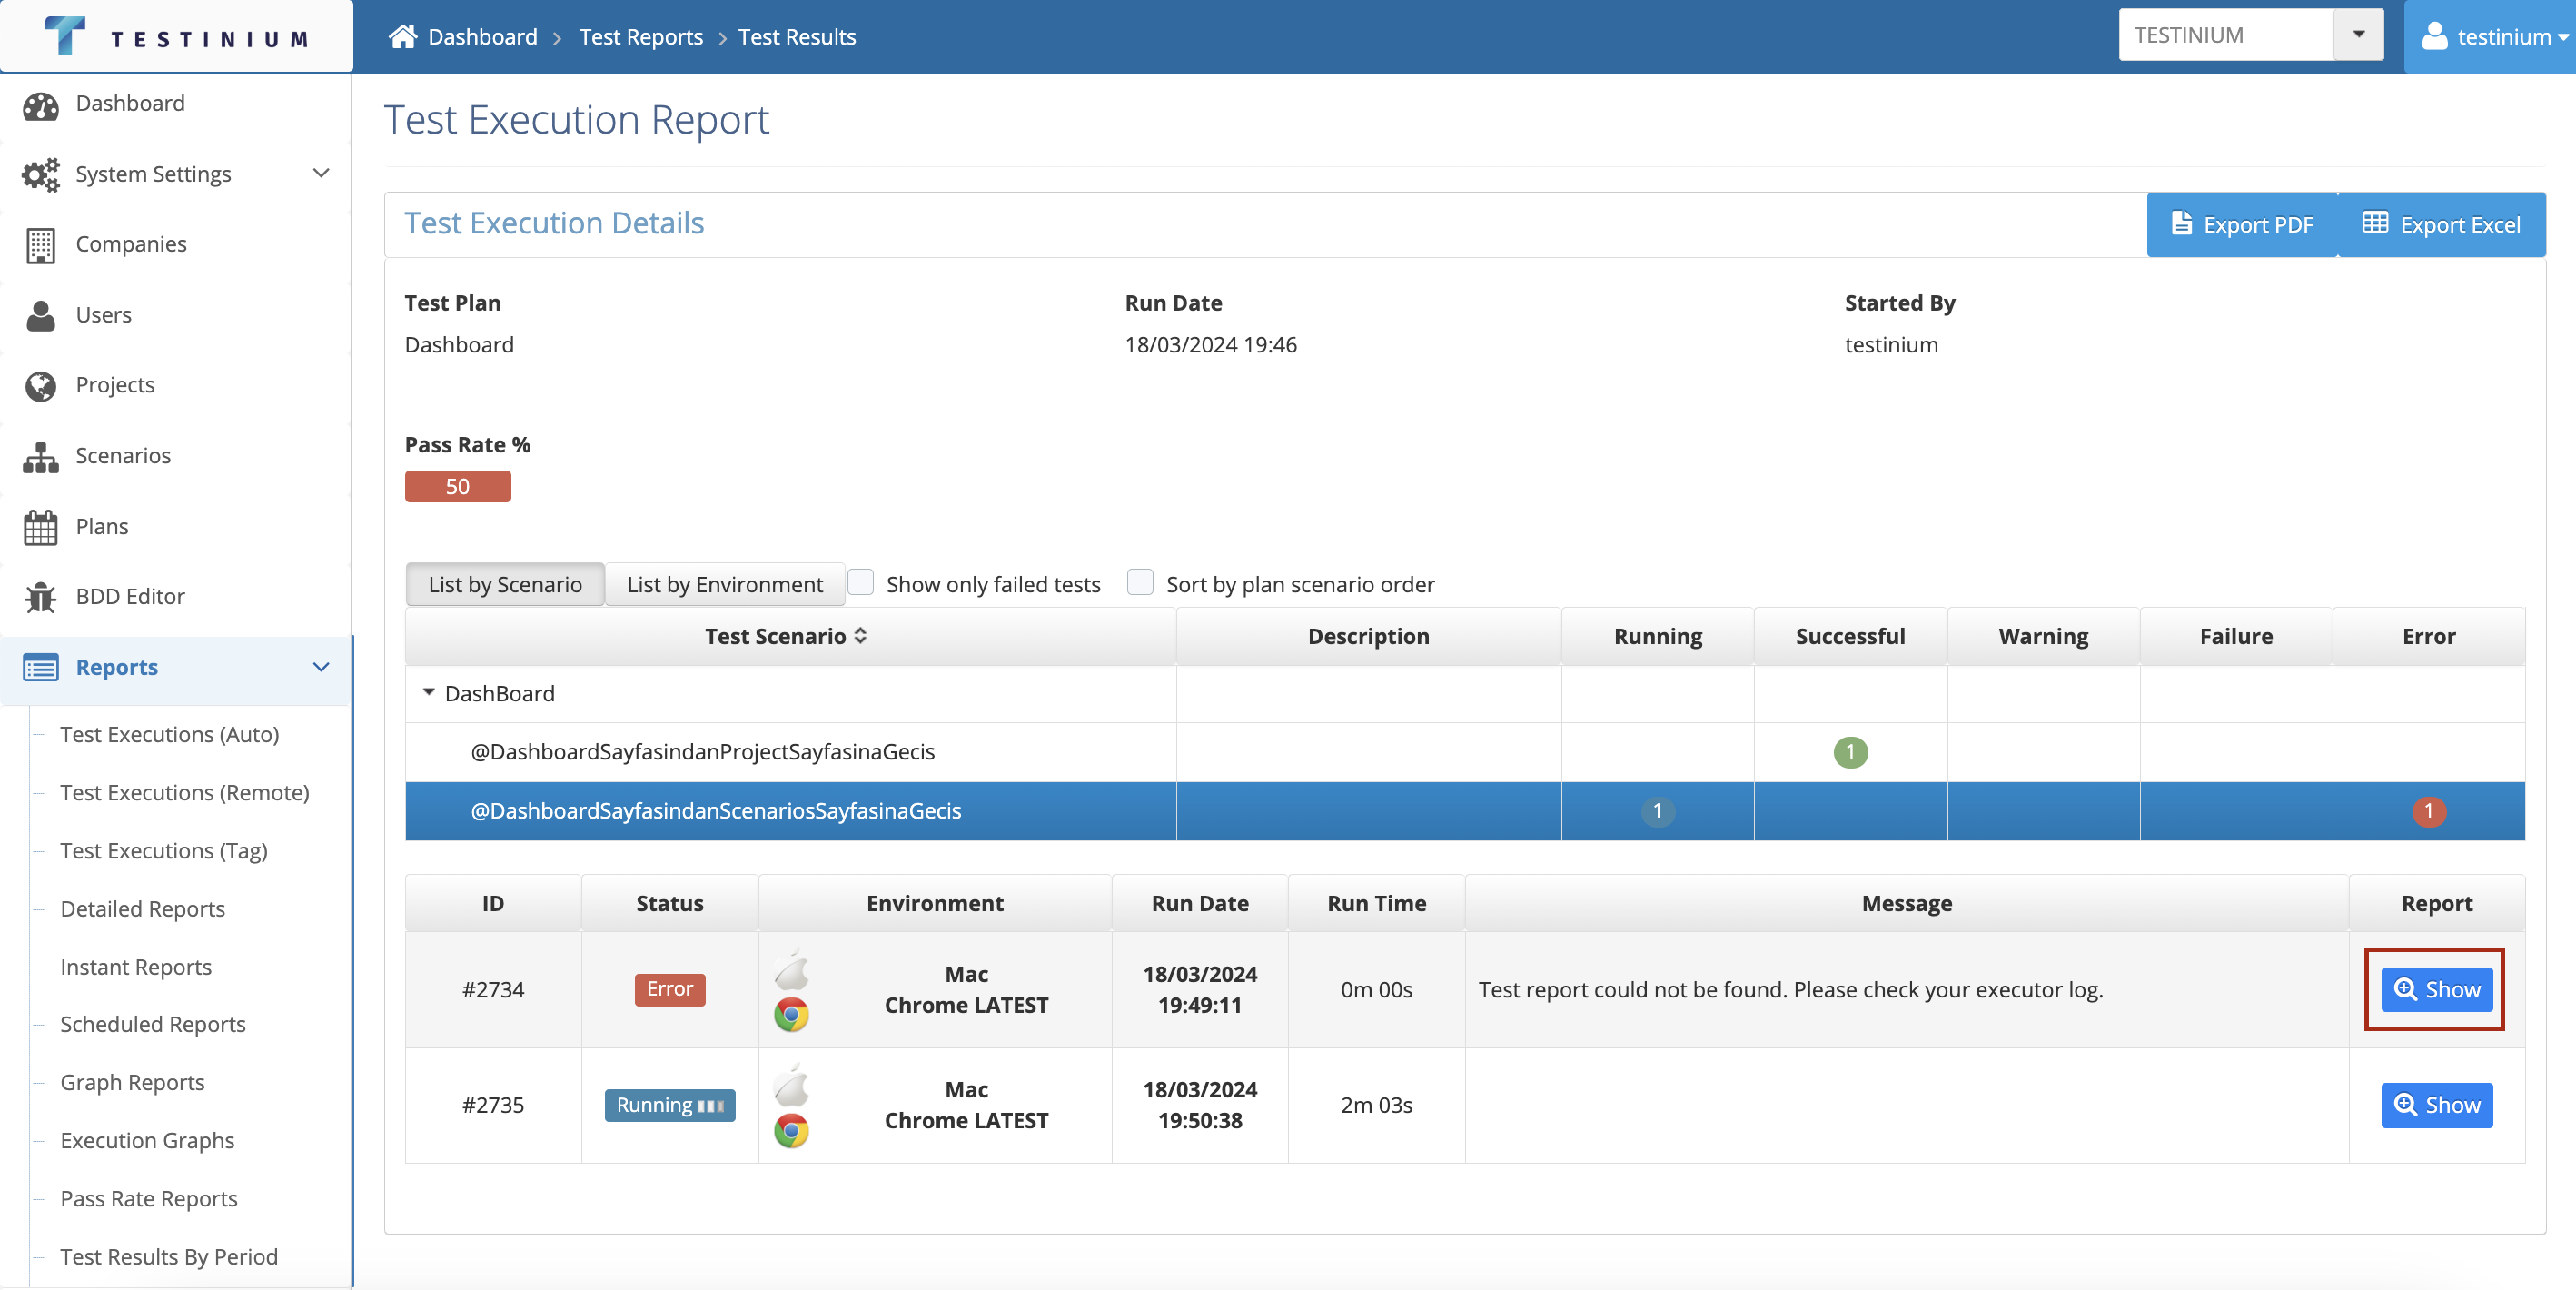 TESTINIUM
Dashboard > Test Reports > Test Results
TESTINIUM
testinium
Dashboard
System Settings
Companies
Users
Projects
Scenarios
Plans
BDD Editor
Reports
Test Executions (Auto)
Test Executions (Remote)
Test Executions (Tag)
Detailed Reports
Instant Reports
Scheduled Reports
Graph Reports
Execution Graphs
Pass Rate Reports
Test Results By Period
Test Execution Report
Test Execution Details
Export PDF Export Excel
Test Plan Run Date Started By
Dashboard 18/03/2024 19:46 testinium
Pass Rate %
50
List by Scenario List by Environment Show only failed tests Sort by plan scenario order
Test Scenario Description Running Successful Warning Failure Error
DashBoard
@DashboardSayfasindanProjectSayfasinaGecis 1
@DashboardSayfasindanScenariosSayfasinaGecis 1 1
ID Status Environment Run Date Run Time Message Report
Mac 18/03/2024
#2734 Error 0m 00s Test report could not be found. Please check your executor log. Show
Chrome LATEST 19:49:11
Mac 18/03/2024
#2735 Running 2m 03s Show
Chrome LATEST 19:50:38